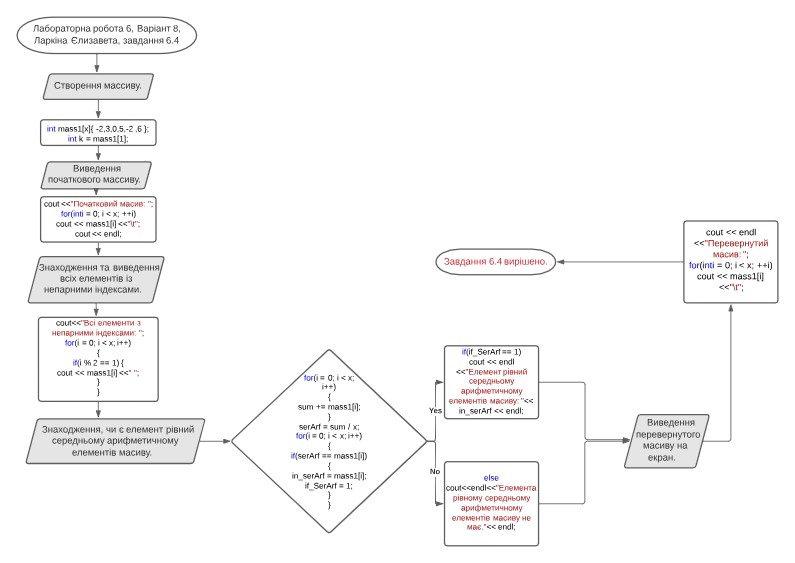 Лабораторна робота 6, Варіант 8,
Ларкіна Єлизавета, завдання 6.4
Створення массиву.
int mass1[x]{ -2,3,0.5,-2 ,6 };
int k = mass1[1];
Виведення
початкового массиву.
cout <<"Початковий масив: ";
for(inti = 0; i < x; ++i)
cout << mass1[i] <<"\t";
cout << endl;
Знаходження та виведення
всіх елементів із
непарними індексами.
cout<<"Всі елементи з
непарними індексами: ";
for(i = 0; i < x; i++)
{
if(i % 2 == 1) {
cout << mass1[i] <<" ";
}
}
Знаходження, чи є елемент рівний
середньому арифметичному
елементів масиву.
for(i = 0; i < x;
i++)
{
sum += mass1[i];
}
serArf = sum / x;
for(i = 0; i < x; i++)
{
if(serArf == mass1[i])
{
in_serArf = mass1[i];
if_SerArf = 1;
}
}
Yes
No
if(if_SerArf == 1)
cout << endl
<<"Елемент рівний
середньому
арифметичному
елементів масиву: "<<
in_serArf << endl;
else
cout<<endl<<"Елемента
рівному середньому
арифметичному
елементів масиву не
має."<< endl;
Виведення
перевернутого
масиву на
екран.
cout << endl
<<"Перевернутий
масив: ";
for(inti = 0; i < x; ++i)
cout << mass1[i]
<<"\t";
Завдання 6.4 вирішено.